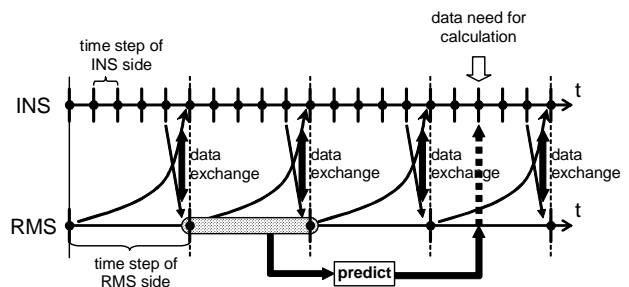 data need for
calculation
time step of
INS side
t
INS
data
exchange
data
exchange
data
exchange
data
exchange
t
RMS
time step of
RMS side
predict